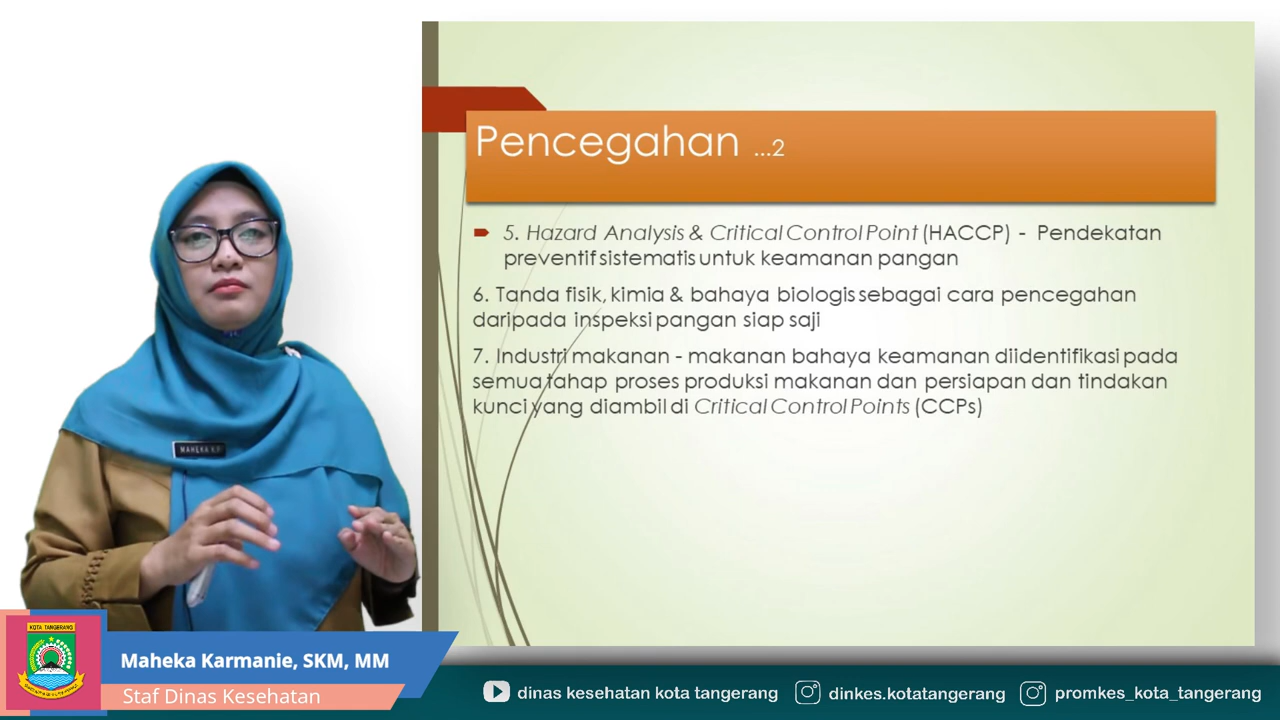 Pencegahan ...2
5. Hazard Analysis & Critical Control Point (HACCP) - Pendekatan
preventif sistematis untuk keamanan pangan
6. Tanda fisik, kimia & bahaya biologis sebagai cara pencegahan
daripada inspeksi pangan siap saji
7. Industri makanan - makanan bahaya keamanan diidentifikasi pada
semua tahap proses produksi makanan dan persiapan dan tindakan
kunci yang diambil di Critical Control Points (CCPs)
MAHEKA K.P
KOTA TANGERANG
Maheka Karmanie, SKM, MM
Staf Dinas Kesehatan
dinas kesehatan kota tangerang
dinkes.kotatangerang
promkes_kota_tangerang